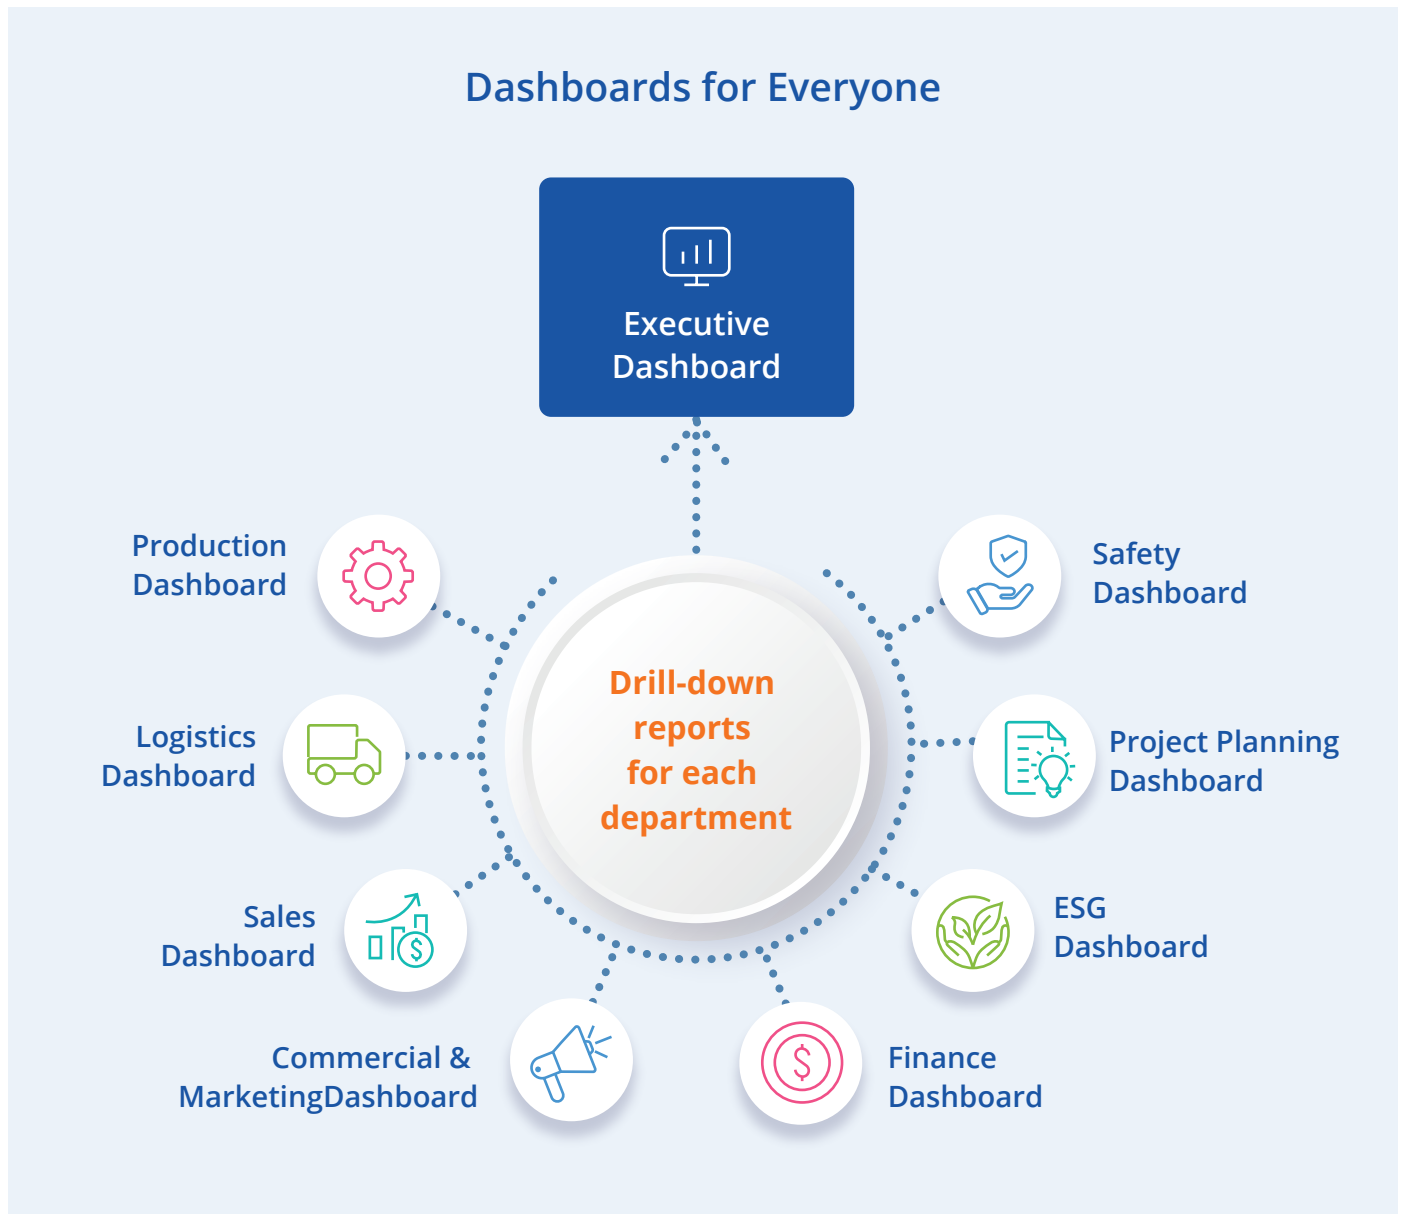 Dashboards for Everyone
Executive
Dashboard
Production
Dashboard
Safety
Dashboard
Drill-down
reports
for each
department
Logistics
Dashboard
Project Planning
Dashboard
Sales
Dashboard
ESG
Dashboard
Commercial &
MarketingDashboard
Finance
Dashboard